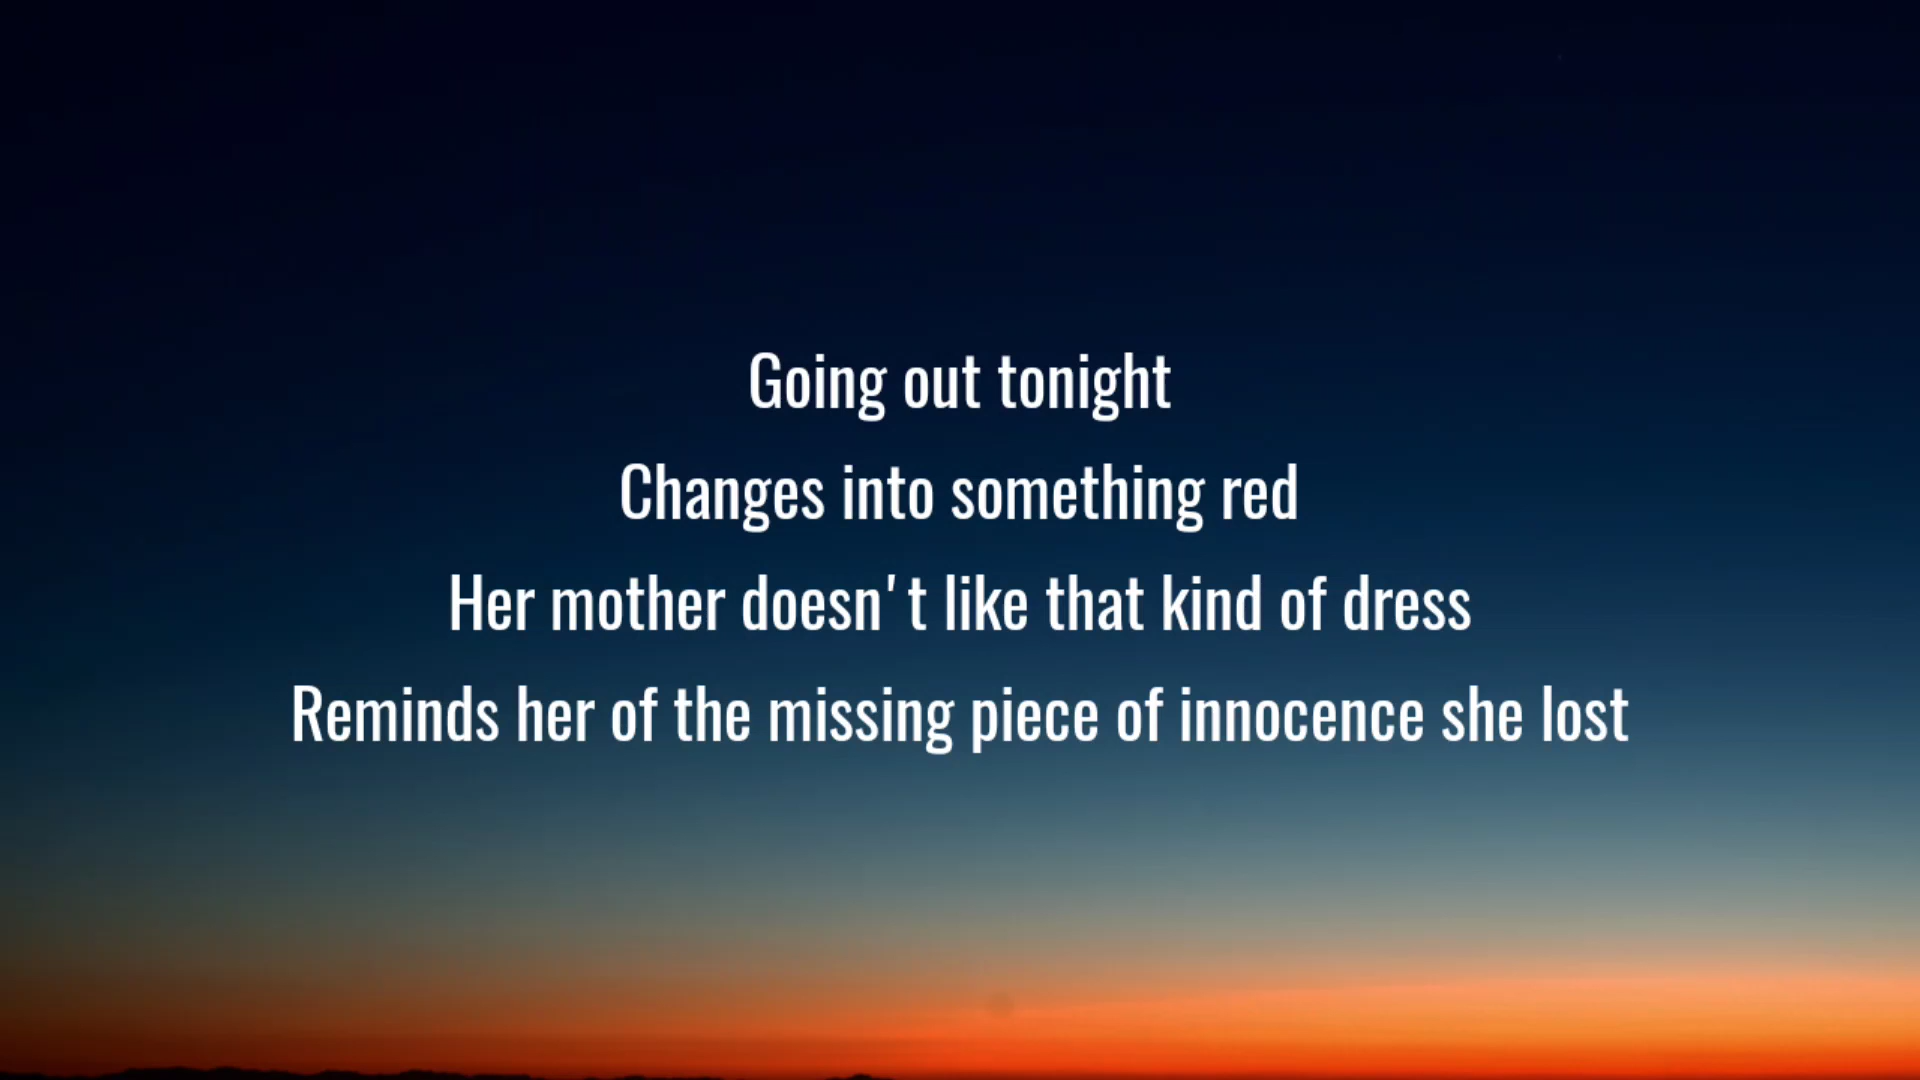 Going out tonight
Changes into something red
Her mother doesn't like that kind of dress
Reminds her of the missing piece of innocence she lost